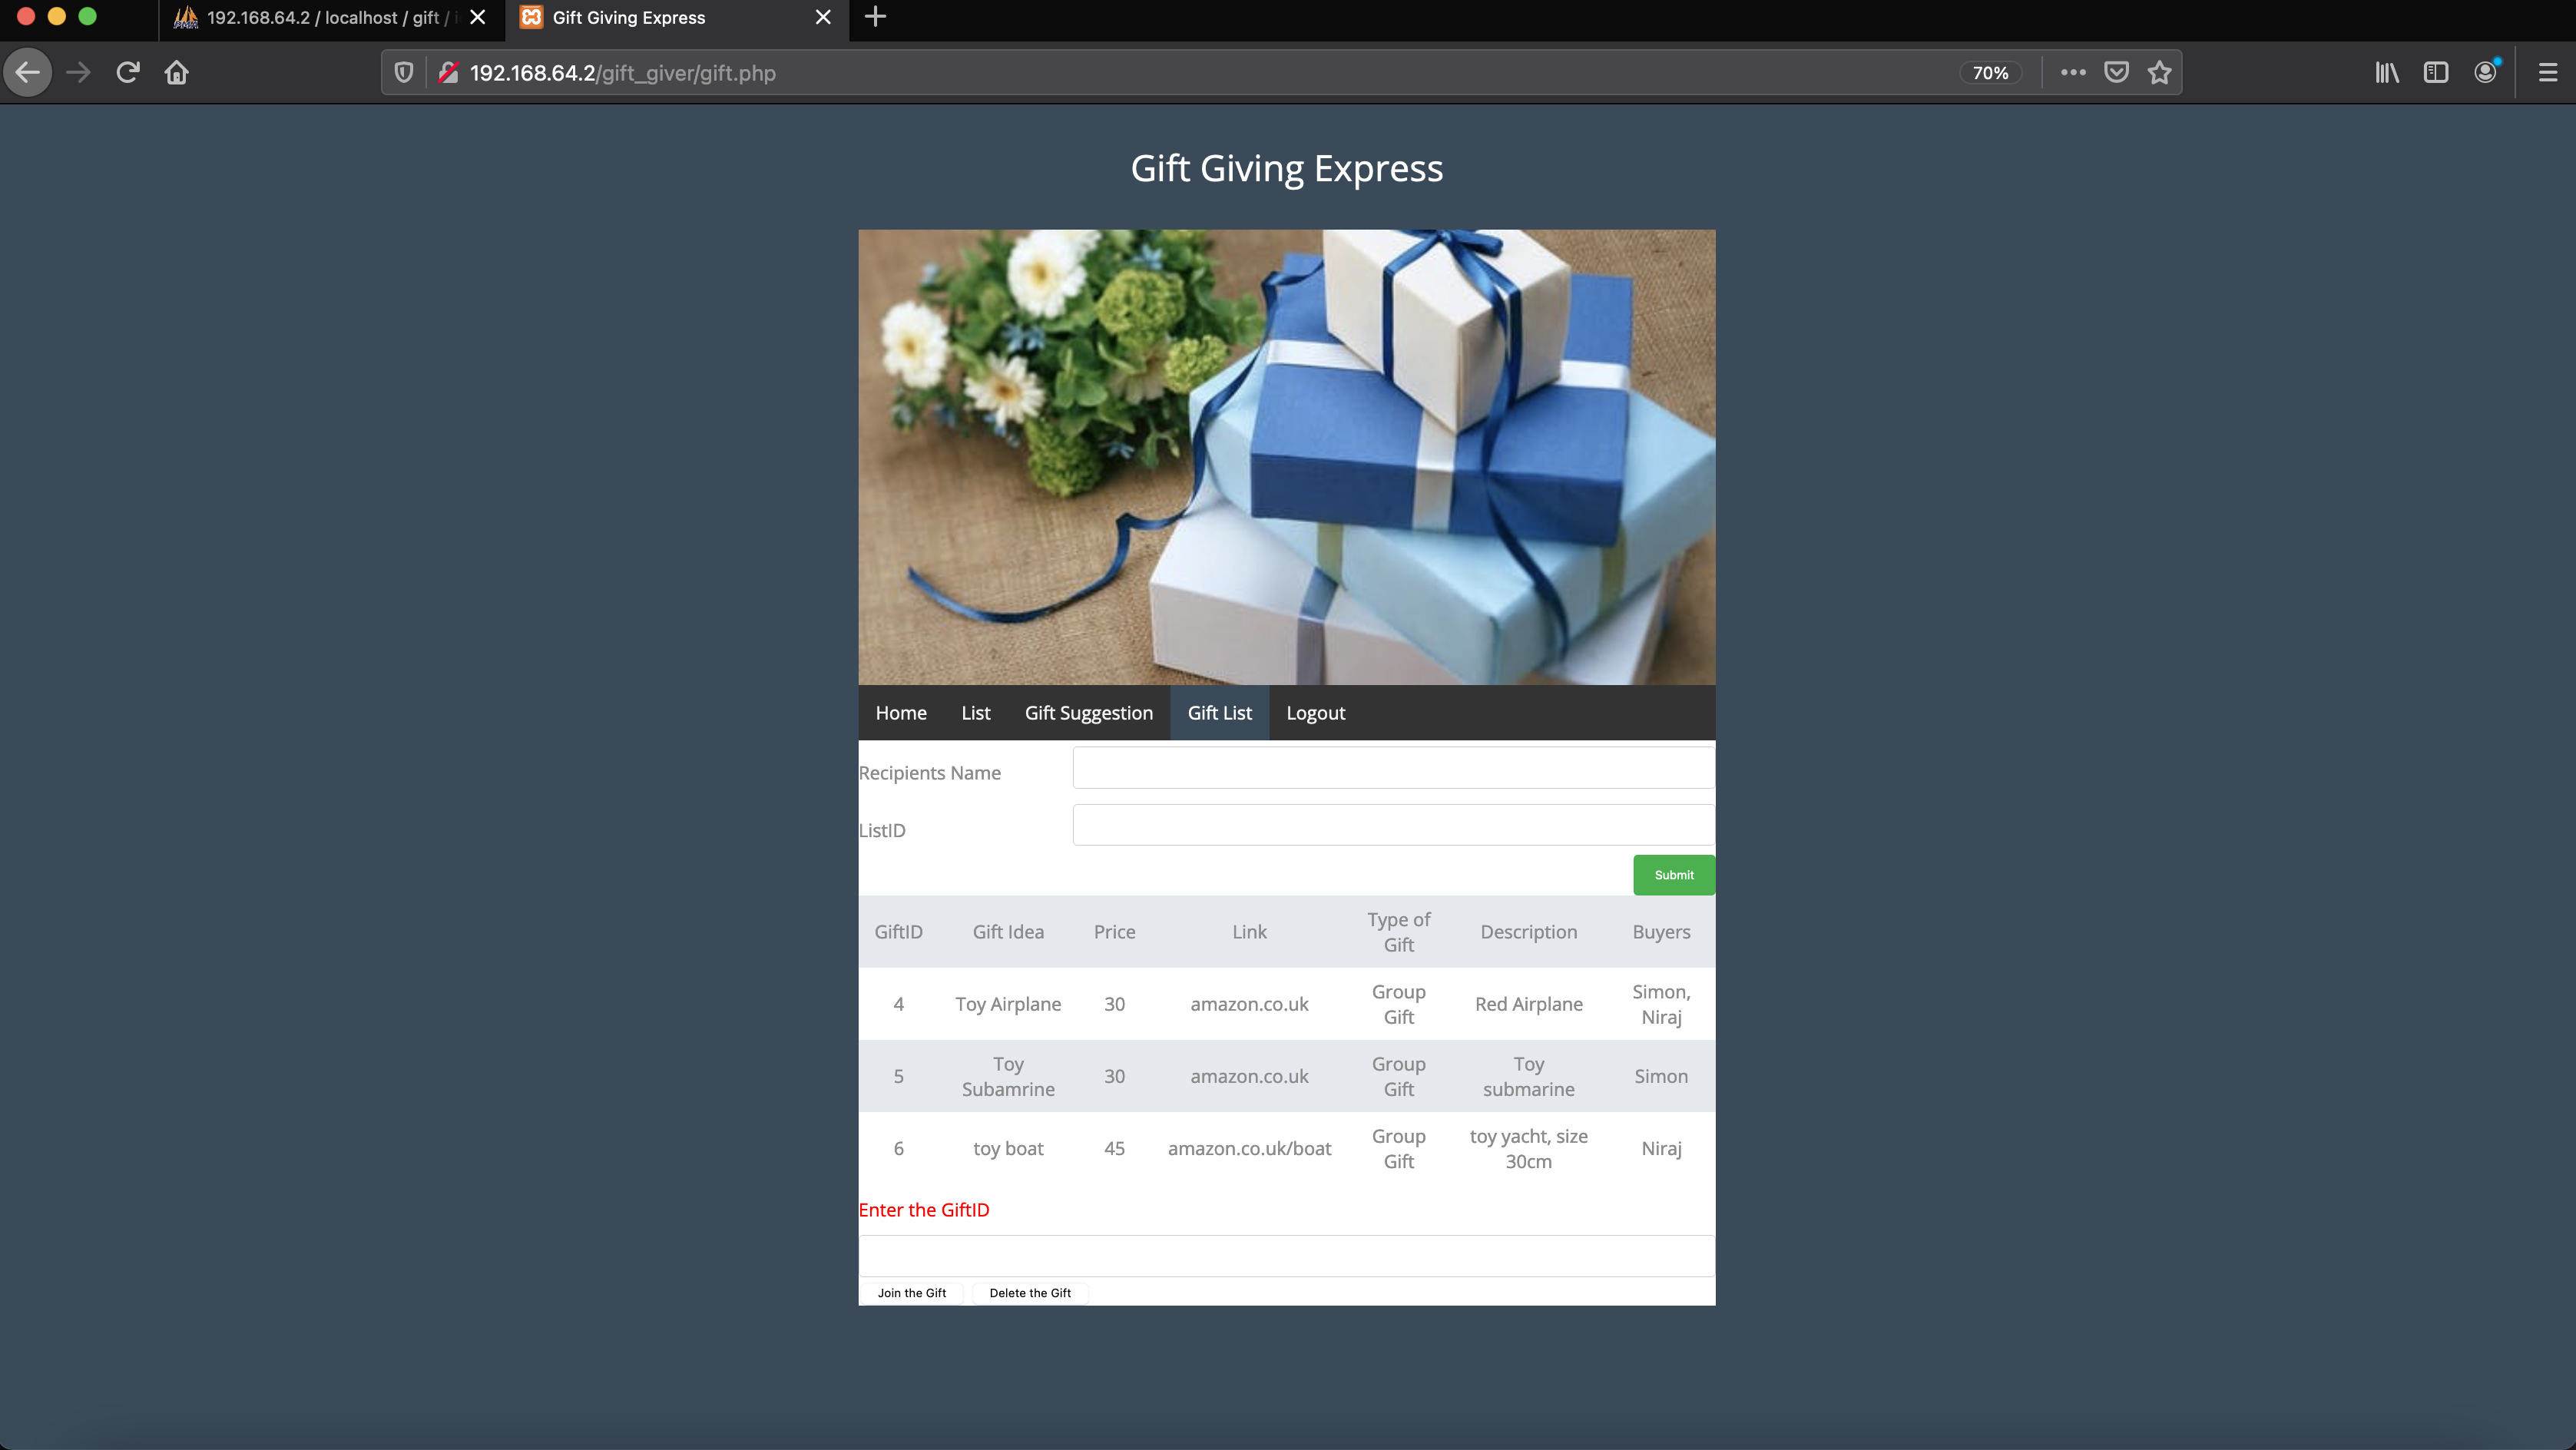 192.168.64.2 / localhost / gift /
Gift Giving Express
192.168.64.2/gift_giver/gift.php
70%
Gift Giving Express
Home List Gift Suggestion Gift List Logout
Recipients Name
ListID
Submit
GiftID Gift Idea Price Link Type of Gift Description Buyers
4 Toy Airplane 30 amazon.co.uk Group Gift Red Airplane Simon, Niraj
5 Toy Subamrine 30 amazon.co.uk Group Gift Toy submarine Simon
6 toy boat 45 amazon.co.uk/boat Group Gift toy yacht, size 30cm Niraj
Enter the GiftID
Join the Gift Delete the Gift